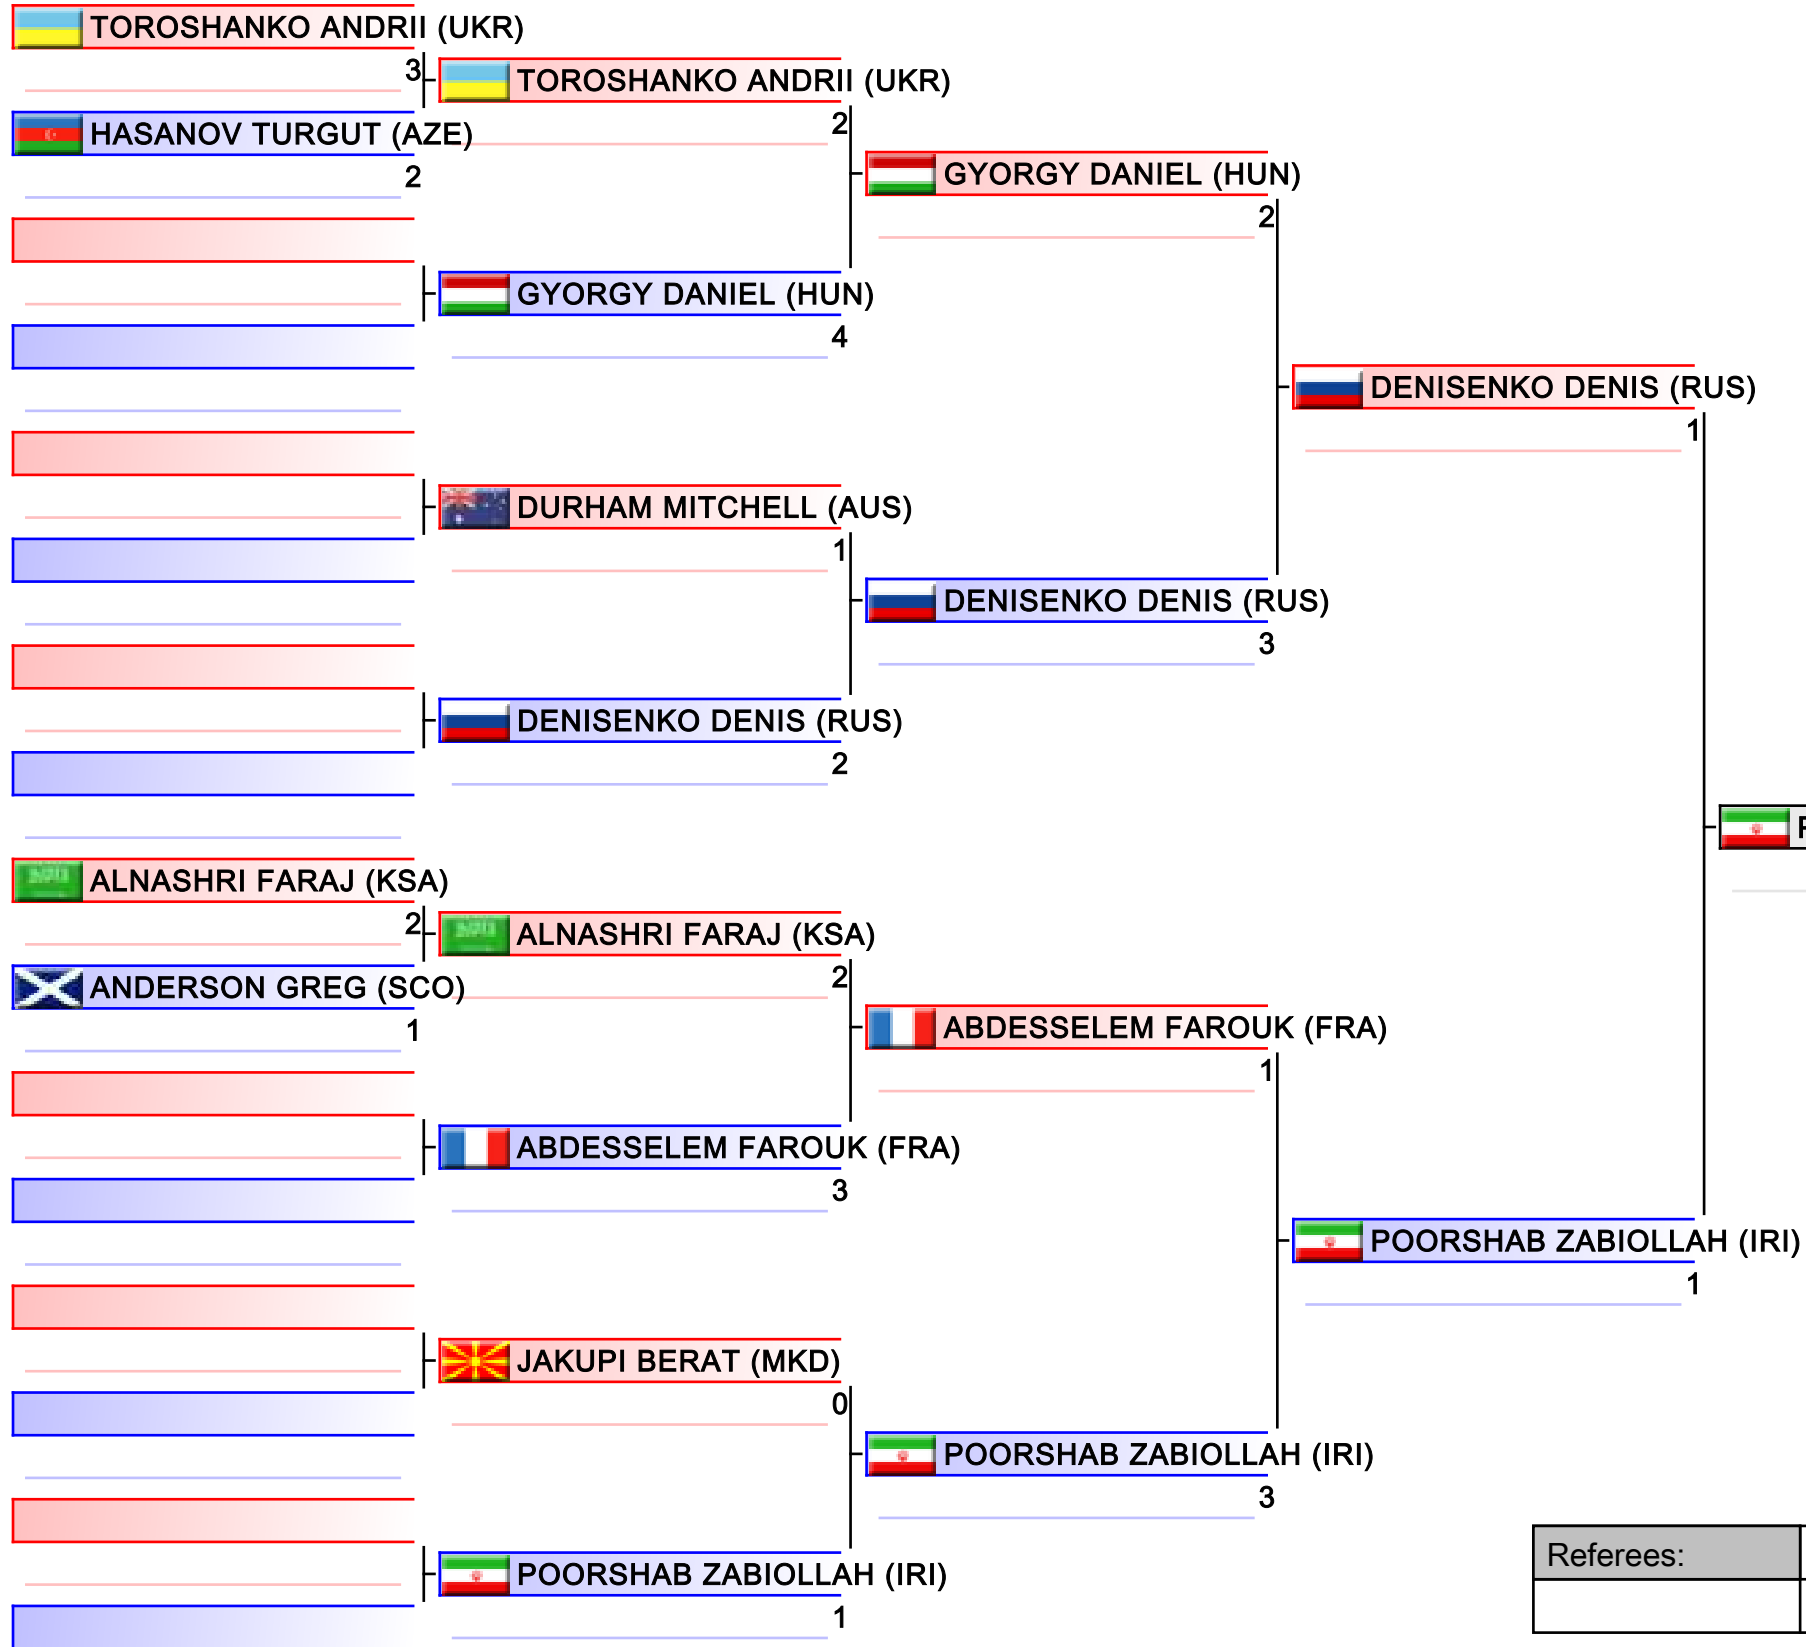 TOROSHANKO ANDRII (UKR)
3
TOROSHANKO ANDRII (UKR)
2
HASANOV TURGUT (AZE)
2
GYORGY DANIEL (HUN)
2
GYORGY DANIEL (HUN)
4
DENISENKO DENIS (RUS)
1
DURHAM MITCHELL (AUS)
1
DENISENKO DENIS (RUS)
3
DENISENKO DENIS (RUS)
2
ALNASHRI FARAJ (KSA)
2
ALNASHRI FARAJ (KSA)
2
ANDERSON GREG (SCO)
1
ABDESSELEM FAROUK (FRA)
1
ABDESSELEM FAROUK (FRA)
3
POORSHAB ZABIOLLAH (IRI)
1
JAKUPI BERAT (MKD)
0
POORSHAB ZABIOLLAH (IRI)
3
POORSHAB ZABIOLLAH (IRI)
1
Referees: